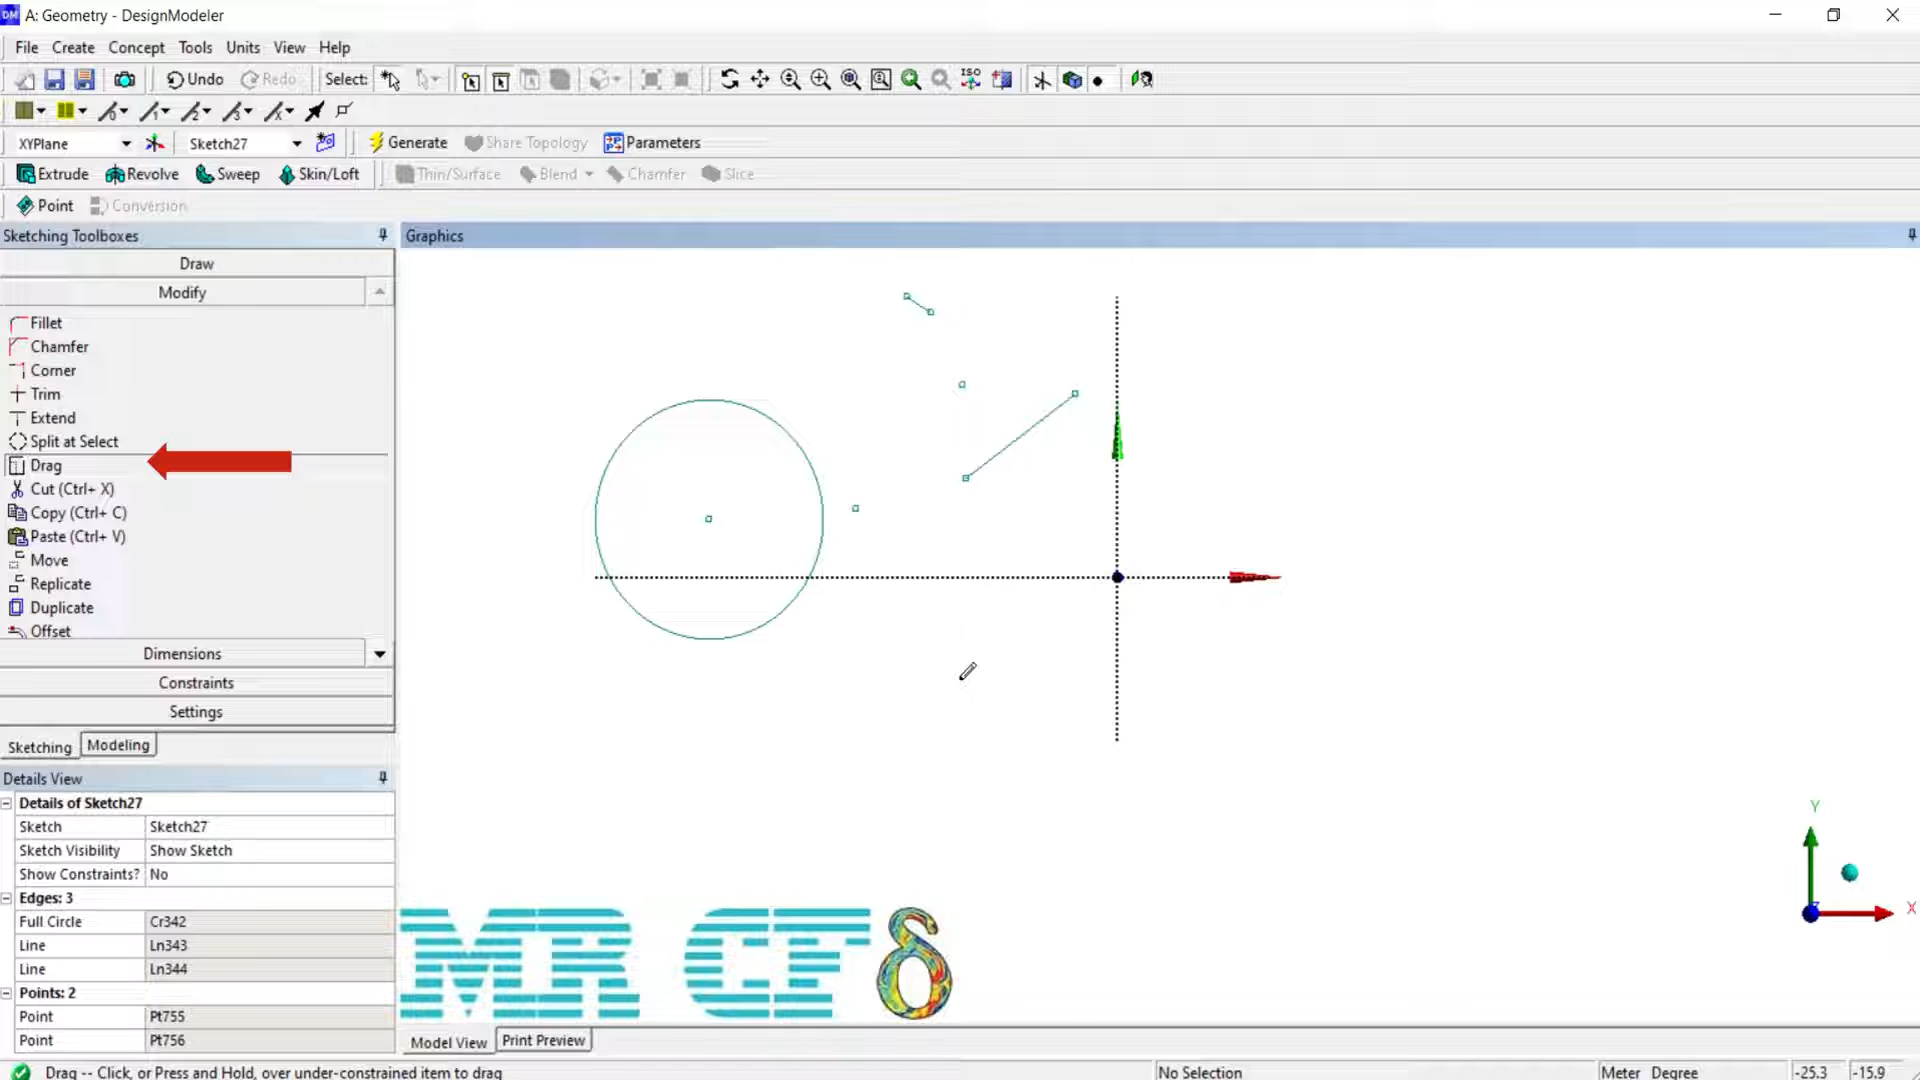 A: Geometry - DesignModeler
File Create Concept Tools Units View Help
Undo Redo Select: ISO
XYPlane Sketch27 Generate Share Topology Parameters
Extrude Revolve Sweep Skin/Loft Thin/Surface Blend Chamfer Slice
Point Conversion
Sketching Toolboxes
Graphics
Draw
Modify
Fillet
Chamfer
Corner
Trim
Extend
Split at Select
Drag
Cut (Ctrl+ X)
Copy (Ctrl+ C)
Paste (Ctrl+ V)
Move
Replicate
Duplicate
Offset
Dimensions
Constraints
Settings
Sketching Modeling
Details View
Details of Sketch27
Sketch Sketch27
Sketch Visibility Show Sketch
Show Constraints? No
Edges: 3
Full Circle Cr342
Line Ln343
Line Ln344
Points: 2
Point Pt755
Point Pt756
Y
X
MR CF
Model View Print Preview
Drag -- Click, or Press and Hold, over under-constrained item to drag
No Selection
Meter Degree
-25.3
-15.9